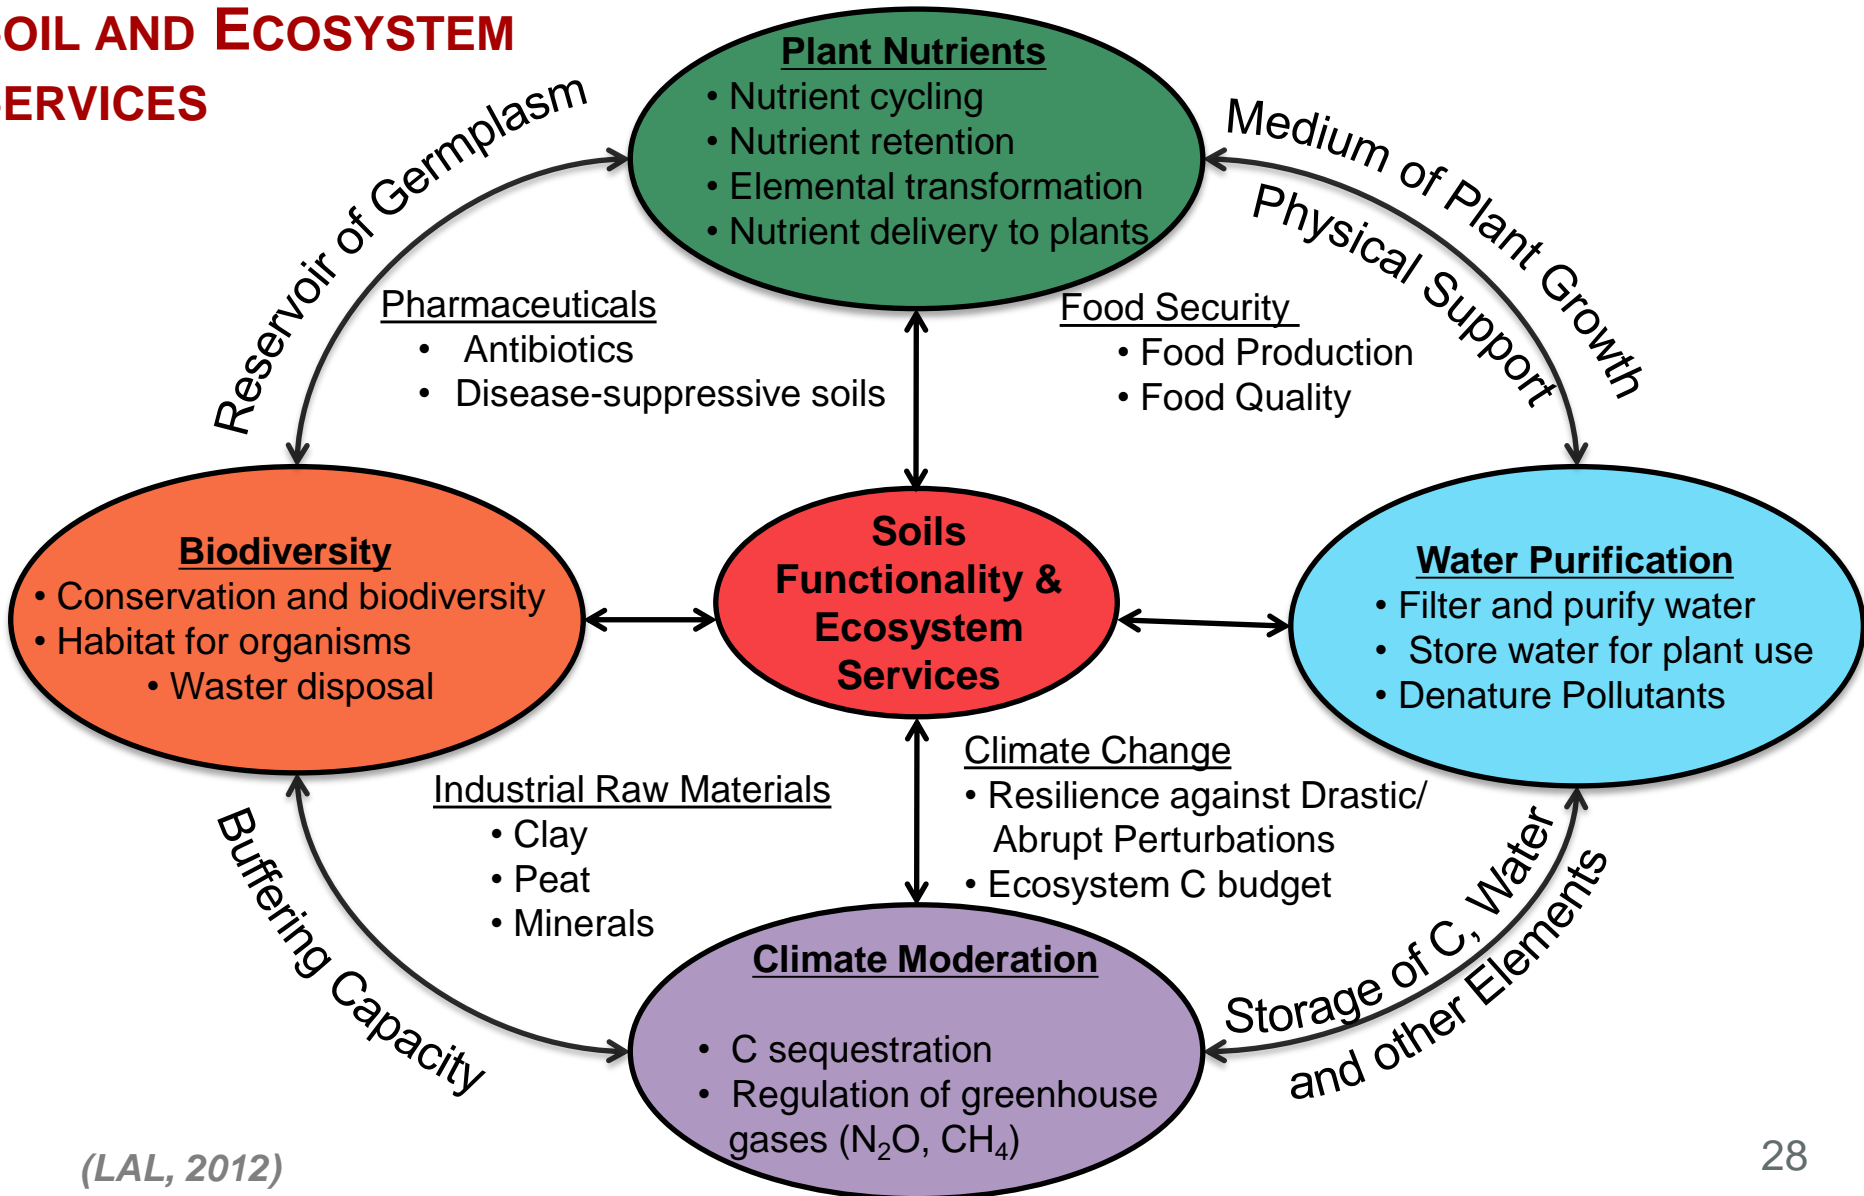 OIL AND ECOSYSTEM
ERVICES
Plant Nutrients
• Nutrient cycling
• Nutrient retention
• Elemental transformation
• Nutrient delivery to plants
Reservoir of Germplasm
Medium of Plant Growth
Physical Support
Pharmaceuticals
• Antibiotics
• Disease-suppressive soils
Food Security
• Food Production
• Food Quality
Biodiversity
• Conservation and biodiversity
• Habitat for organisms
• Waster disposal
Soils
Functionality &
Ecosystem
Services
Water Purification
• Filter and purify water
• Store water for plant use
• Denature Pollutants
Industrial Raw Materials
• Clay
• Peat
• Minerals
Climate Change
• Resilience against Drastic/
Abrupt Perturbations
• Ecosystem C budget
Buffering Capacity
Storage of C, Water
and other Elements
Climate Moderation
• C sequestration
• Regulation of greenhouse
gases (N₂O, CH₄)
(LAL, 2012)
28